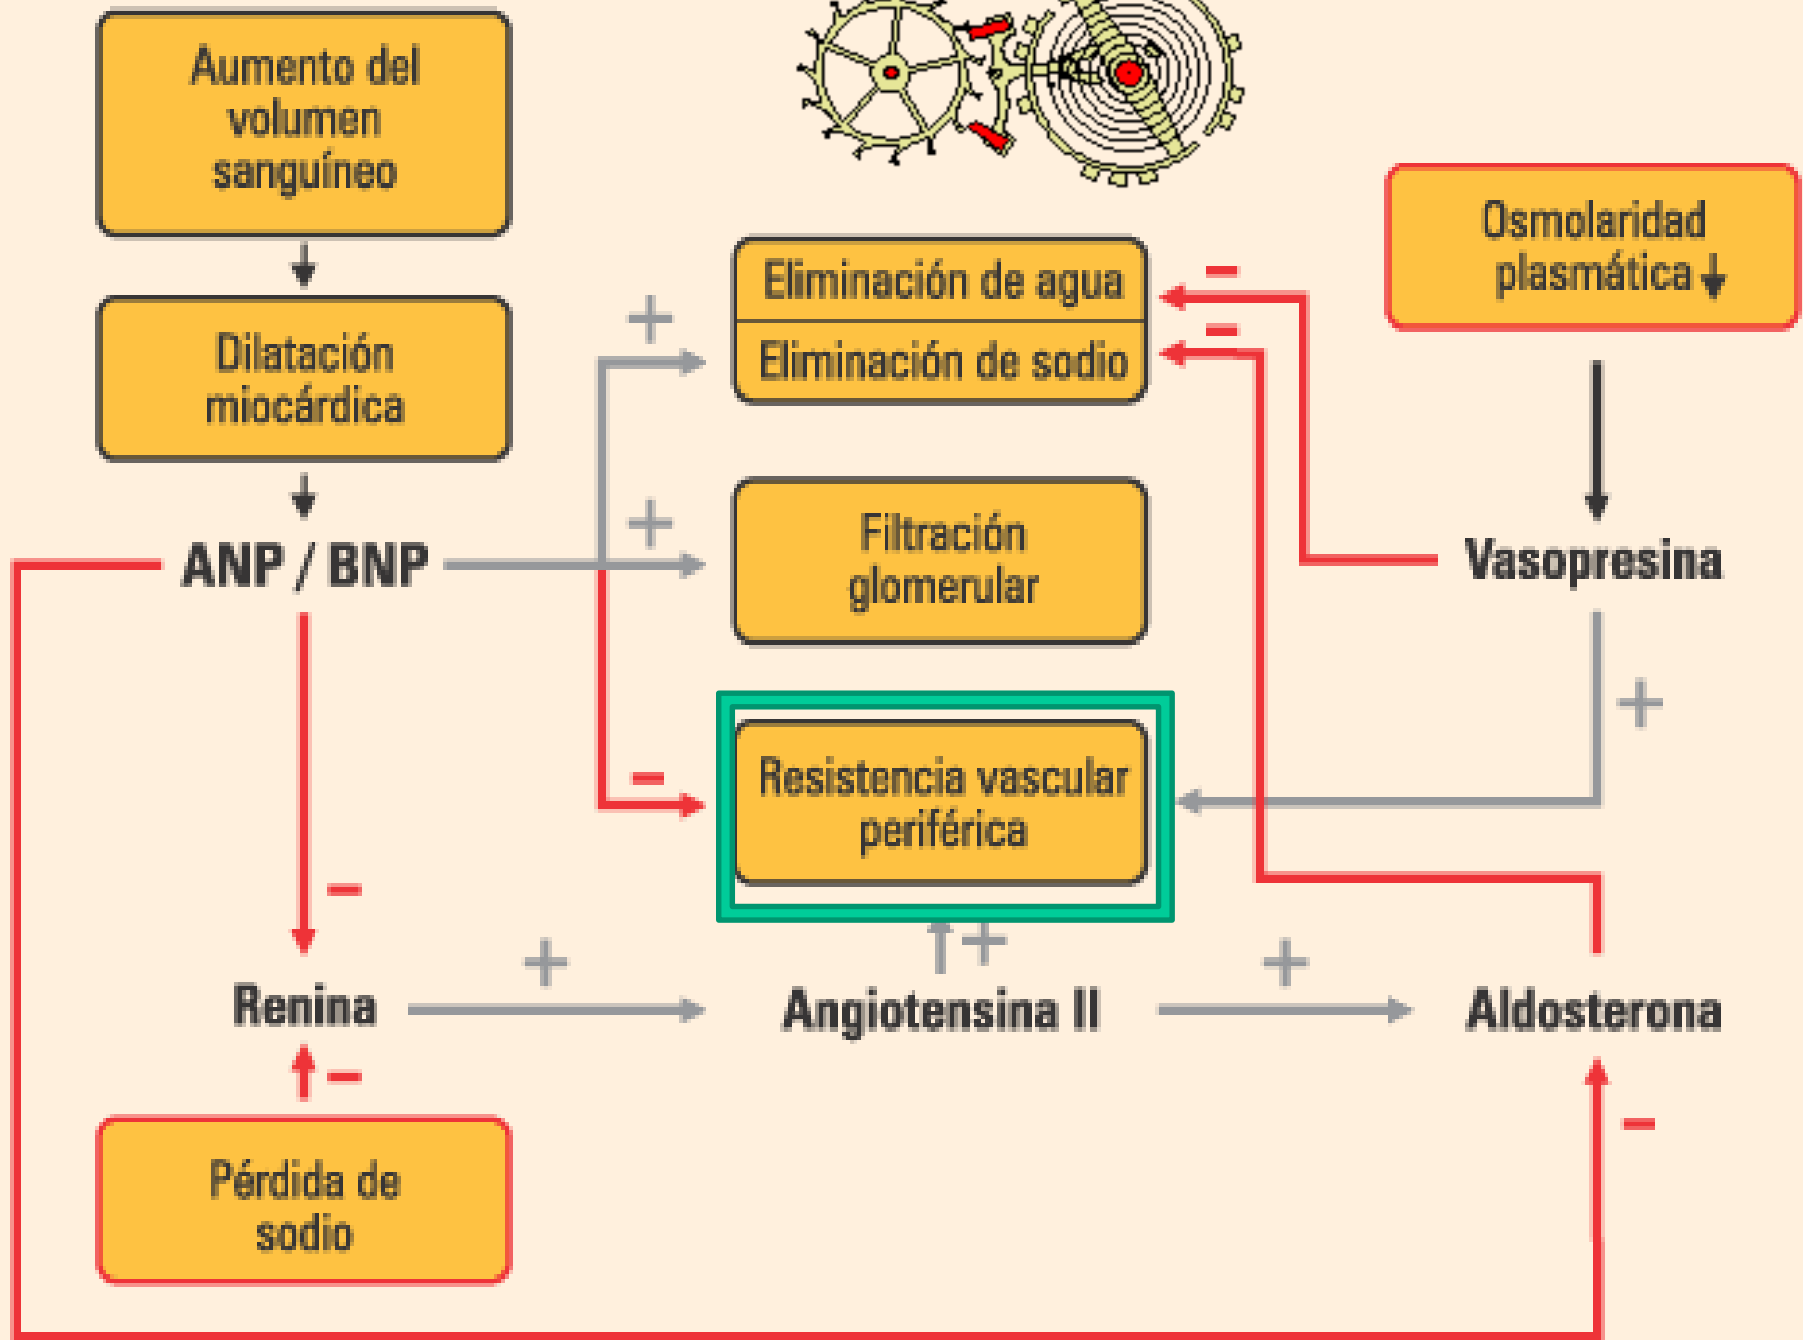 Aumento del
volumen
sanguíneo
Dilatación
miocárdica
ANP / BNP
Eliminación de agua
Eliminación de sodio
Filtración
glomerular
Resistencia vascular
periférica
Osmolaridad
plasmática
Vasopresina
Renina
Angiotensina II
Aldosterona
Pérdida de
sodio
+
+
−
−
−
+
−
+
+
+
−
−